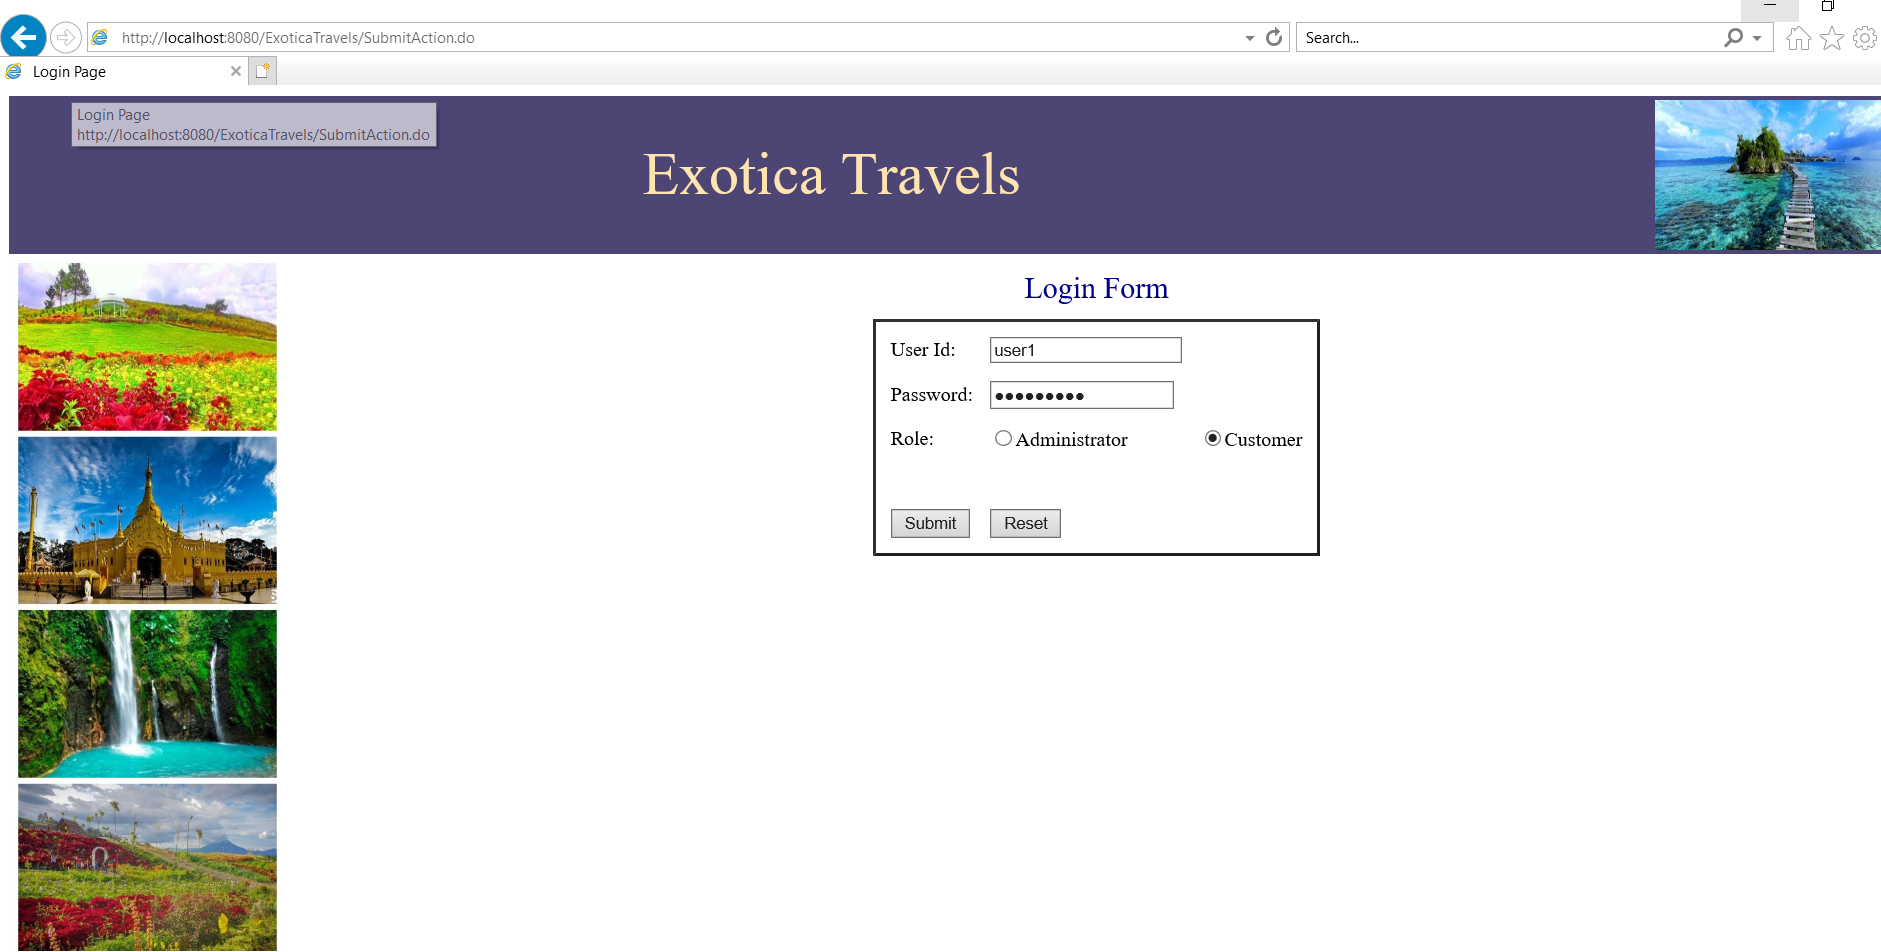 http://localhost:8080/ExoticaTravels/SubmitAction.do
Search...
Login Page
Login Page
http://localhost:8080/ExoticaTravels/SubmitAction.do
Exotica Travels
Login Form
User Id: user1
Password:
Role: Administrator Customer
Submit Reset